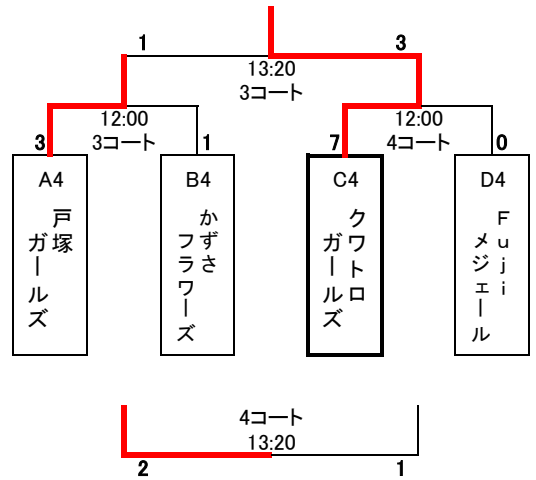 1
3
13:20
3コート
12:00
12:00
3
3コート
1
7
4コート
0
A4
B4
C4
D4
戸塚
ガールズ
かずさ
フラワーズ
クワトロ
ガールズ
Ｆｕｊｉ
メジェール
4コート
13:20
2
1